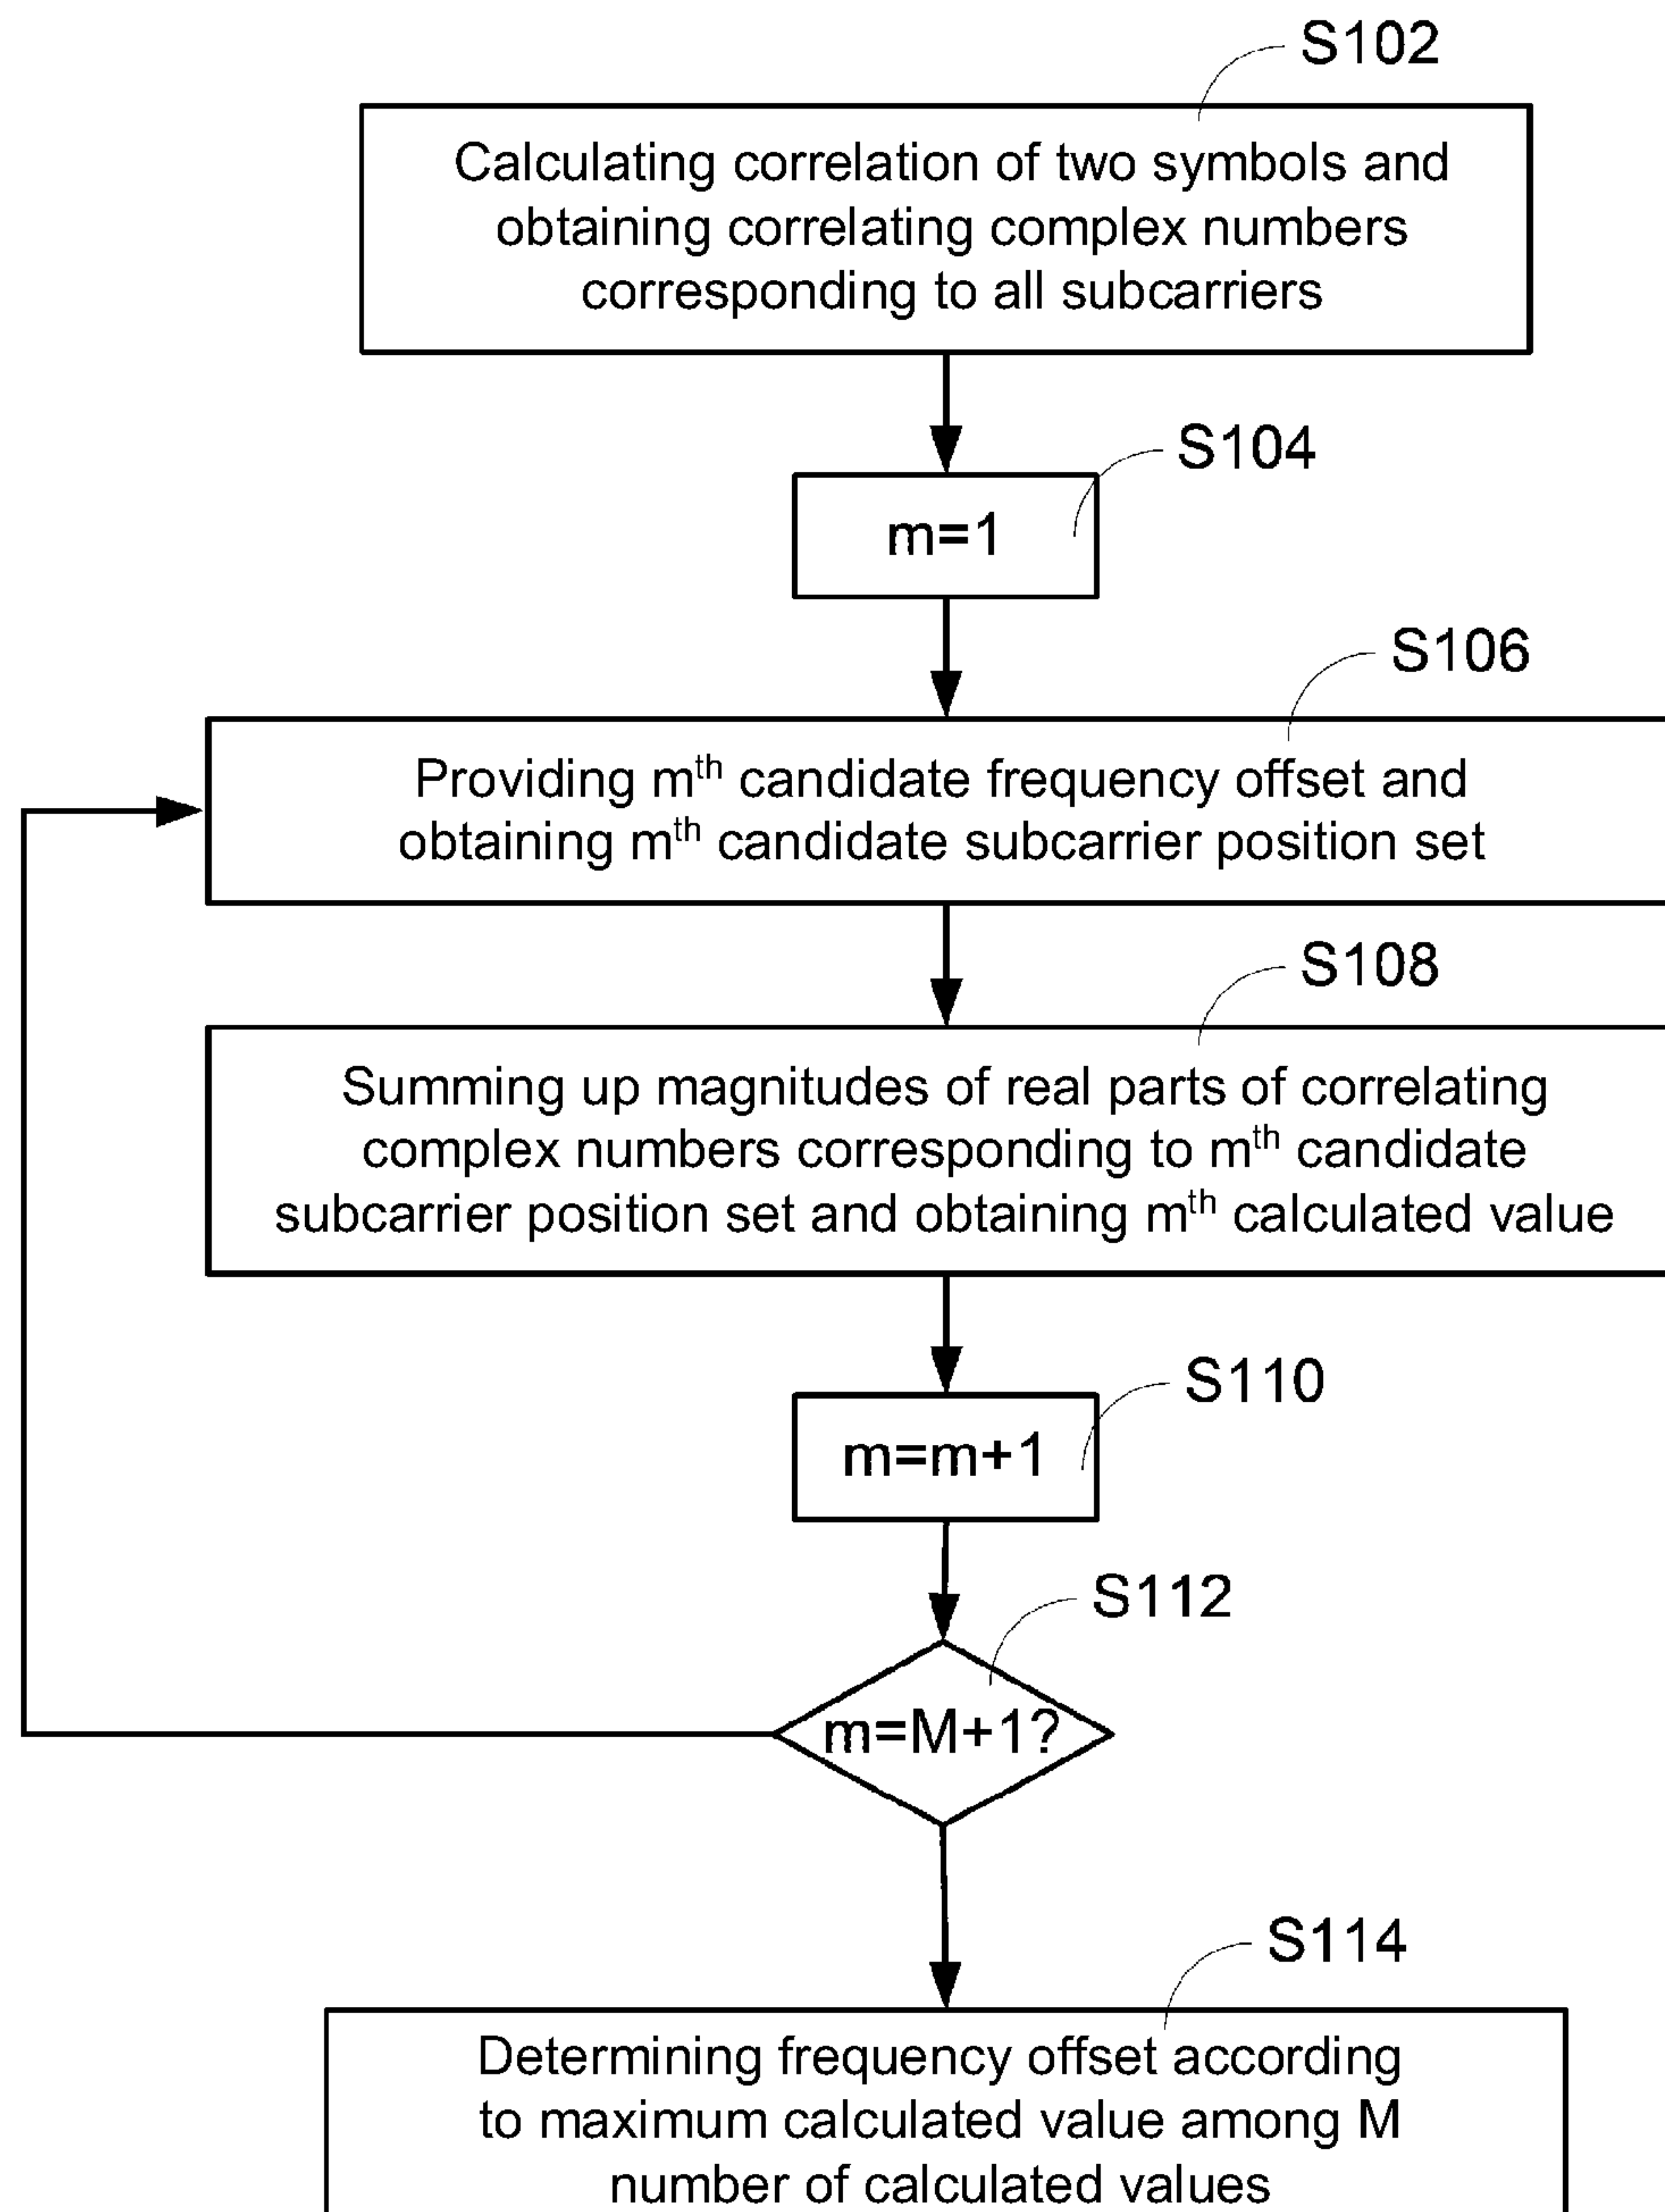 S102
Calculating correlation of two symbols and
obtaining correlating complex numbers
corresponding to all subcarriers
S104
m=1
S106
Providing mth candidate frequency offset and
obtaining mth candidate subcarrier position set
S108
Summing up magnitudes of real parts of correlating
complex numbers corresponding to mth candidate
subcarrier position set and obtaining mth calculated value
S110
m=m+1
S112
m=M+1?
S114
Determining frequency offset according
to maximum calculated value among M
number of calculated values